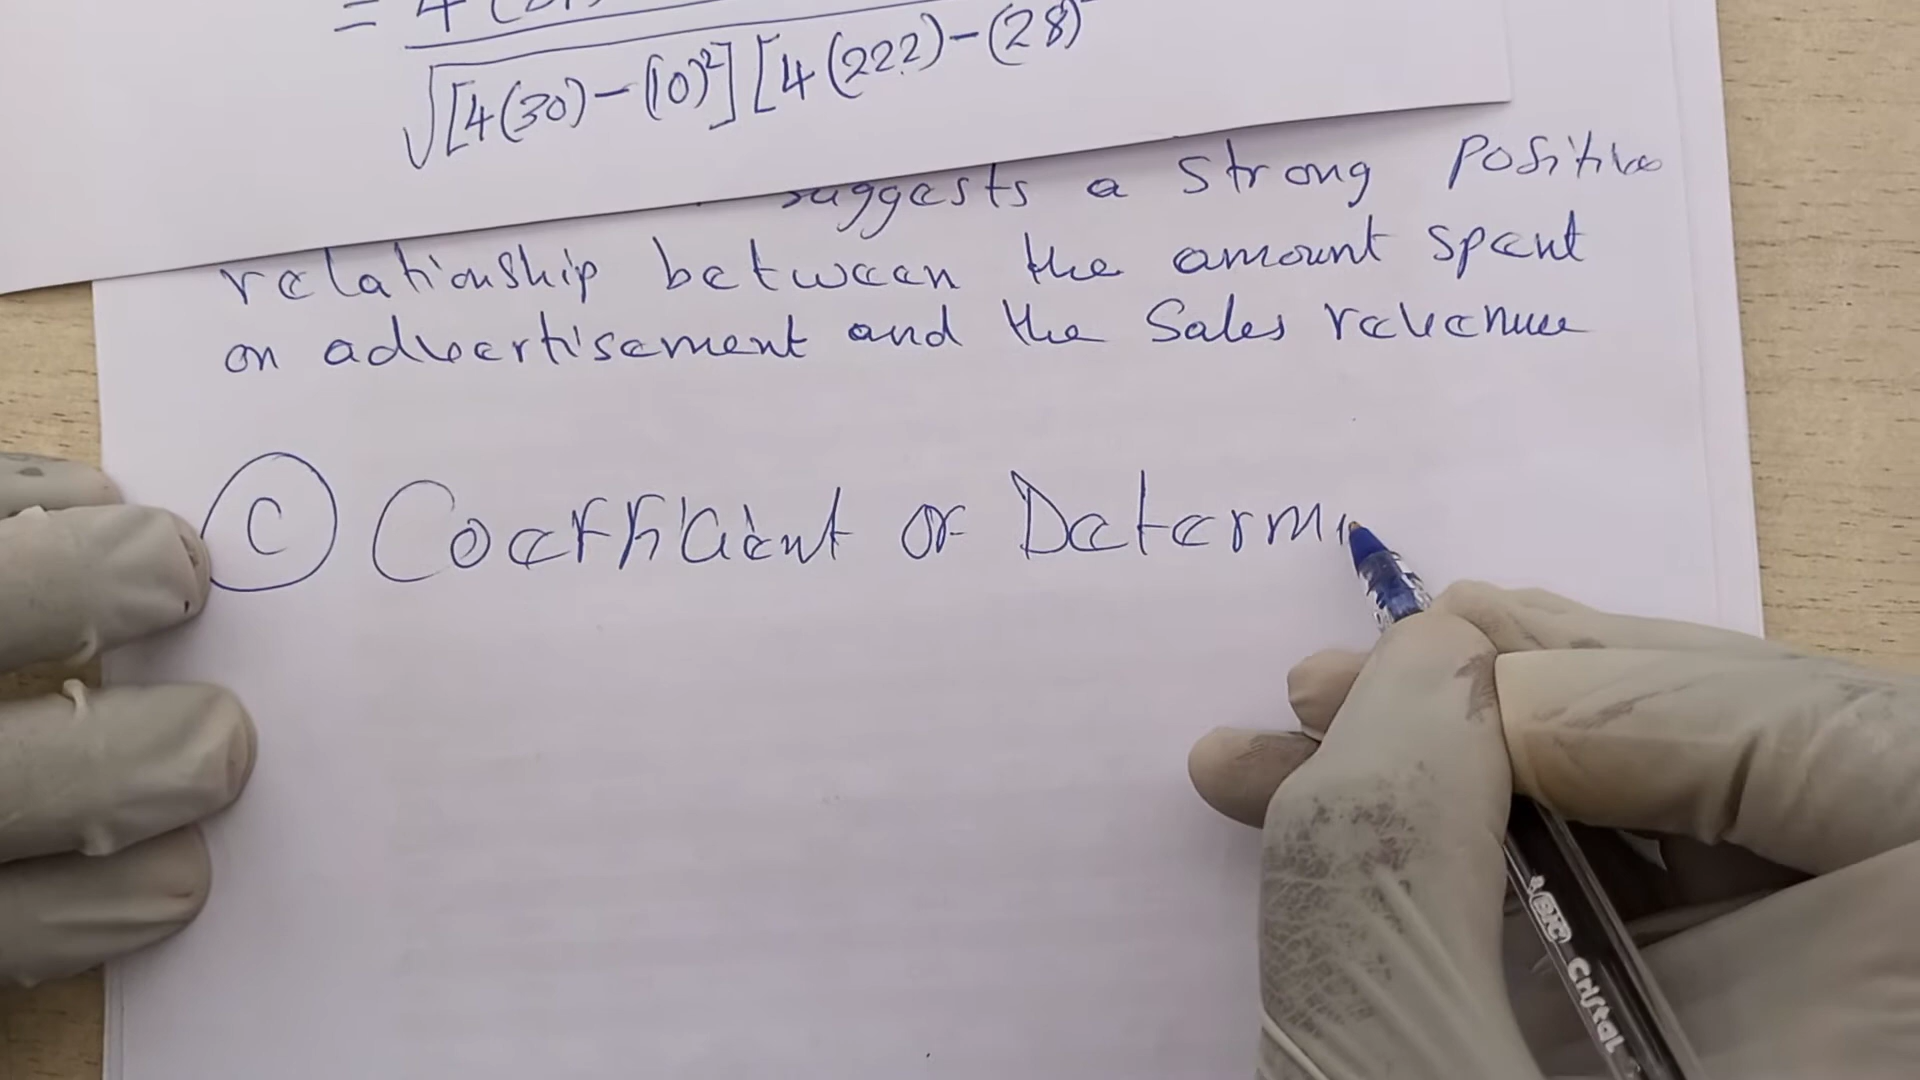 = 4(
√[4(30)-(10)²][4(222)-(28)
suggests a strong positive
relationship between the amount spent
on advertisement and the Sales revenue
C Coefficient of Determi
BIC Cristal